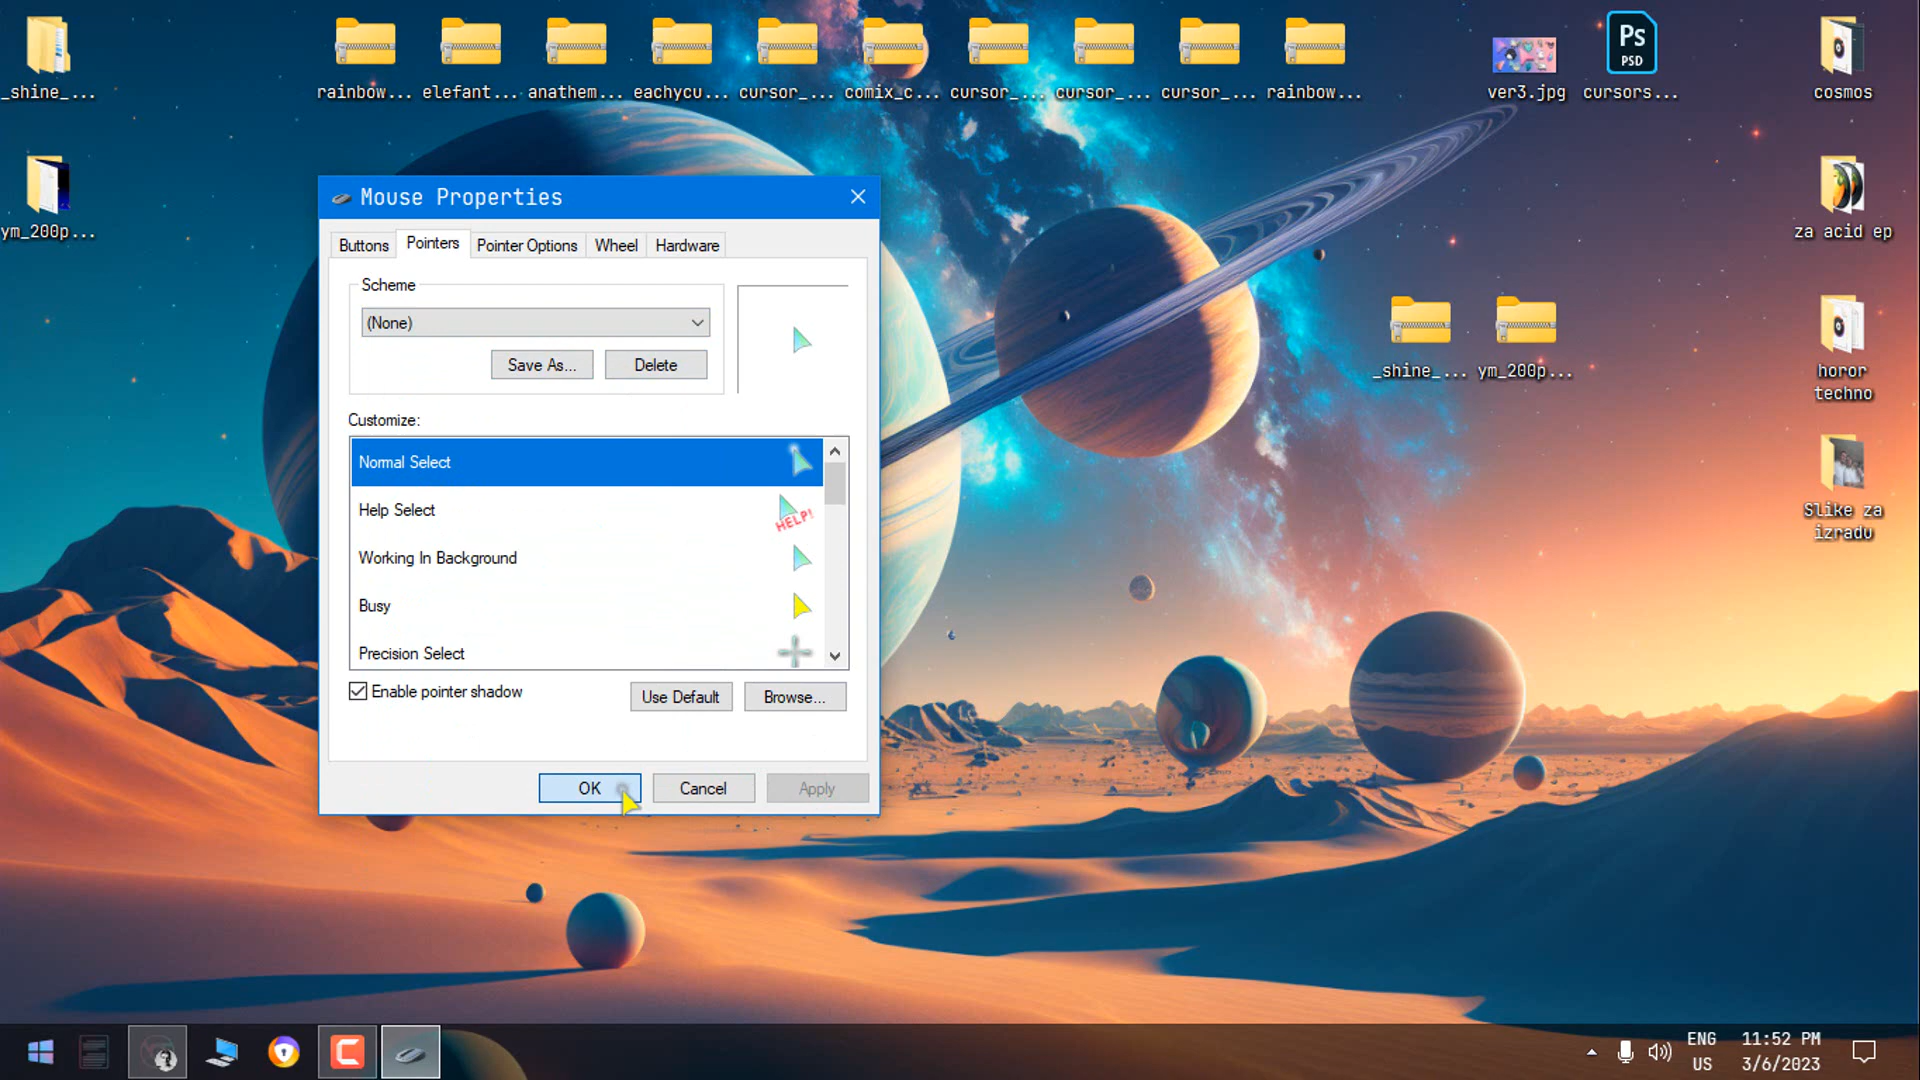 _shine_...
rainbow...
elefant...
anathem...
eachycu...
cursor_...
comix_c...
cursor_...
cursor_...
cursor_...
rainbow...
ver3.jpg
Ps
PSD
cursors...
cosmos
ym_200p...
za acid ep
Mouse Properties
Buttons
Pointers
Pointer Options
Wheel
Hardware
Scheme
(None)
Save As...
Delete
Customize:
Normal Select
Help Select
HELP!
Working In Background
Busy
Precision Select
Enable pointer shadow
Use Default
Browse...
OK
Cancel
Apply
_shine_...
ym_200p...
horor
techno
Slike za
izradu
ENG
US
11:52 PM
3/6/2023